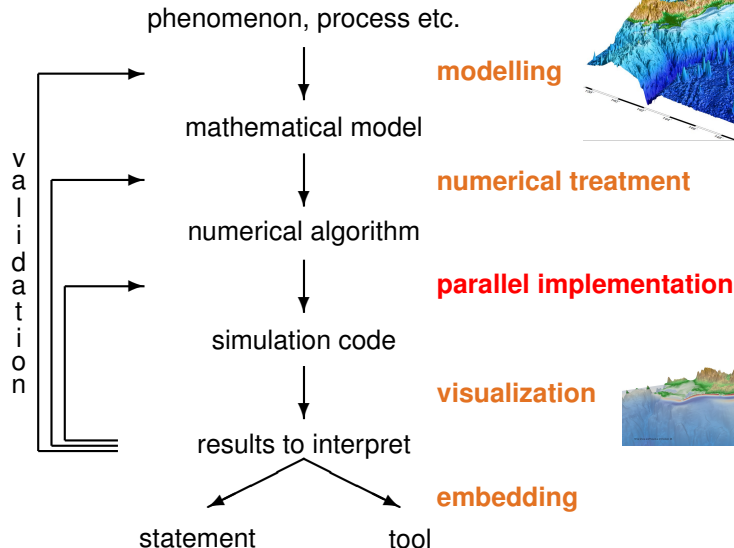 phenomenon, process etc.
modelling
mathematical model
validation
numerical treatment
numerical algorithm
parallel implementation
simulation code
visualization
results to interpret
embedding
statement
tool